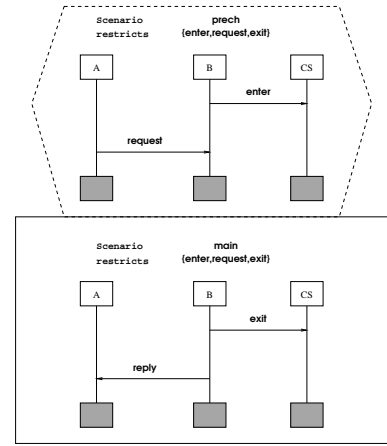 Scenario prech
restricts {enter,request,exit}
A B CS
enter
request
Scenario main
restricts {enter,request,exit}
A B CS
exit
reply